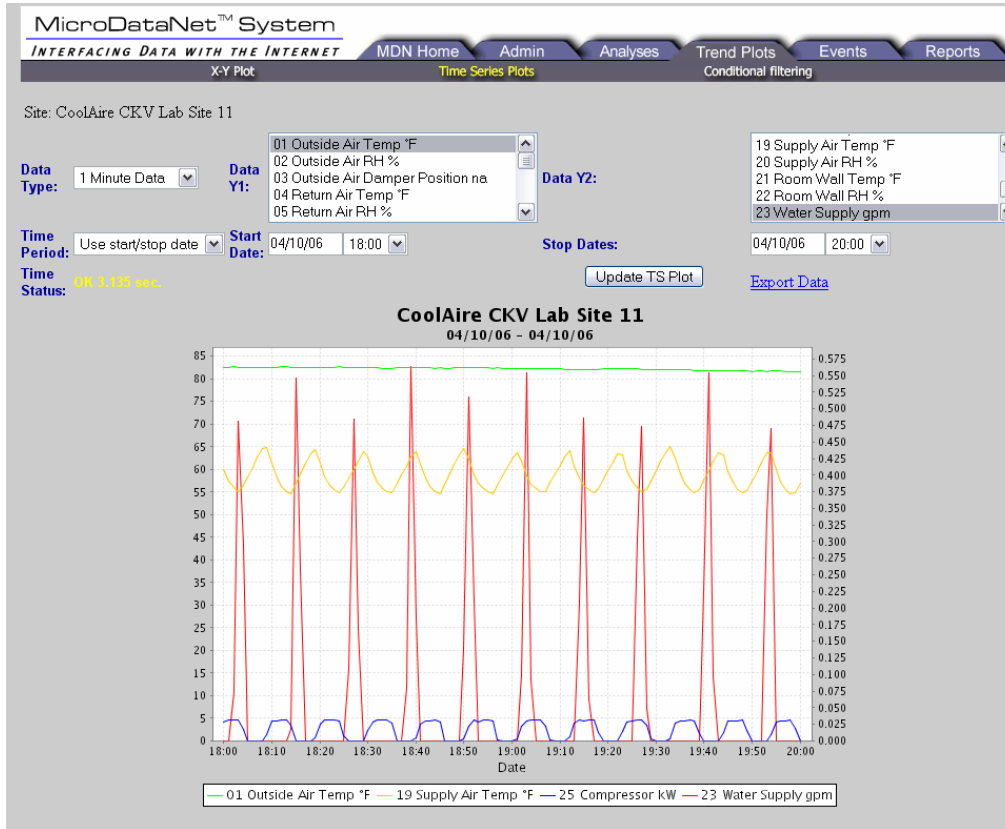 MicroDataNet™ System
INTERFACING DATA WITH THE INTERNET
MDN Home Admin Analyses Trend Plots Events Reports
X-Y Plot Time Series Plots Conditional filtering
Site: CoolAire CKV Lab Site 11
Data Type: 1 Minute Data
Data Y1:
01 Outside Air Temp °F
02 Outside Air RH %
03 Outside Air Damper Position na
04 Return Air Temp °F
05 Return Air RH %
Data Y2:
19 Supply Air Temp °F
20 Supply Air RH %
21 Room Wall Temp °F
22 Room Wall RH %
23 Water Supply gpm
Time Period: Use start/stop date Start Date: 04/10/06 18:00 Stop Dates: 04/10/06 20:00
Time Status: OK 3.135 sec. Update TS Plot Export Data
CoolAire CKV Lab Site 11
04/10/06 - 04/10/06
85
80
75
70
65
60
55
50
45
40
35
30
25
20
15
10
5
0
0.575
0.550
0.525
0.500
0.475
0.450
0.425
0.400
0.375
0.350
0.325
0.300
0.275
0.250
0.225
0.200
0.175
0.150
0.125
0.100
0.075
0.050
0.025
0.000
18:00 18:10 18:20 18:30 18:40 18:50 19:00 19:10 19:20 19:30 19:40 19:50 20:00
Date
01 Outside Air Temp °F 19 Supply Air Temp °F 25 Compressor kW 23 Water Supply gpm